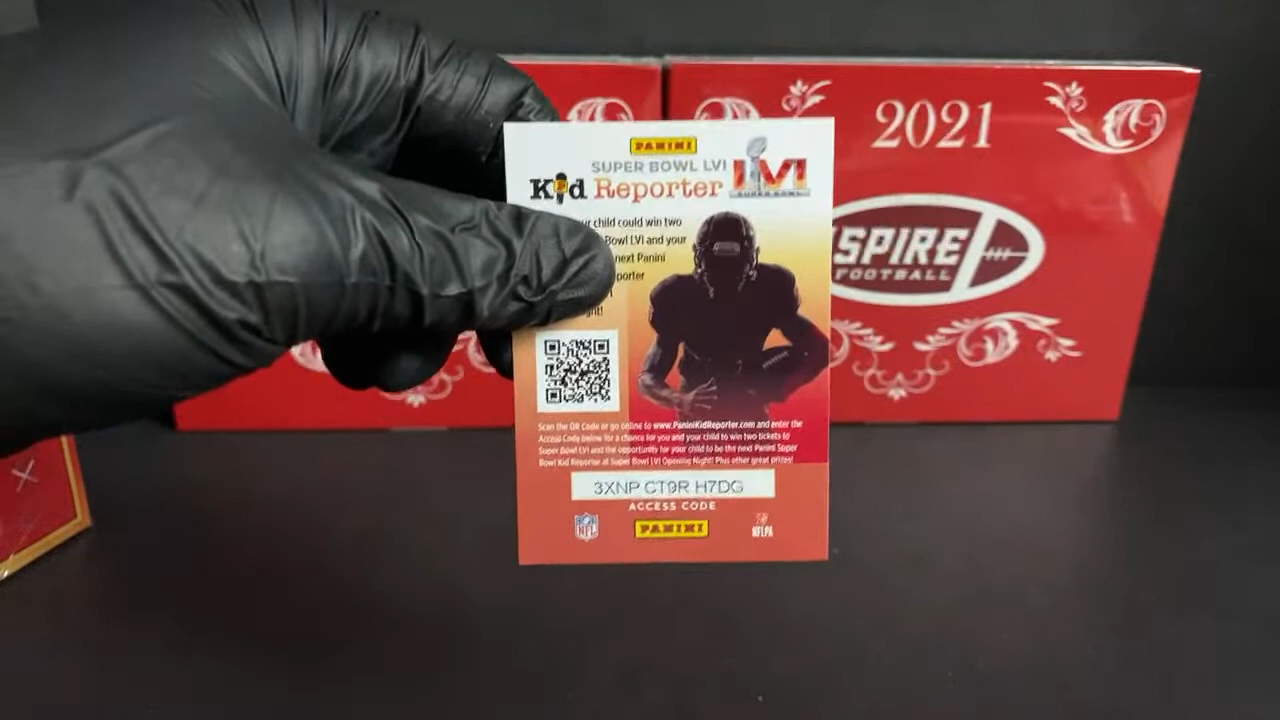 2021
SPIRE
FOOTBALL
PANINI
SUPER BOWL LVI
Kid Reporter
LVI
SUPER BOWL
child could win two
Bowl LVI and your
next Panini
Scan the QR Code or go online to www.PaniniKidReporter.com and enter the
Access Code below for a chance for you and your child to win two tickets to
Super Bowl LVI and the opportunity for your child to be the next Panini Super
Bowl Kid Reporter at Super Bowl LVI Opening Night! Plus other great prizes!
3XNP CT9R H7DG
ACCESS CODE
NFL
PANINI
NFLPA